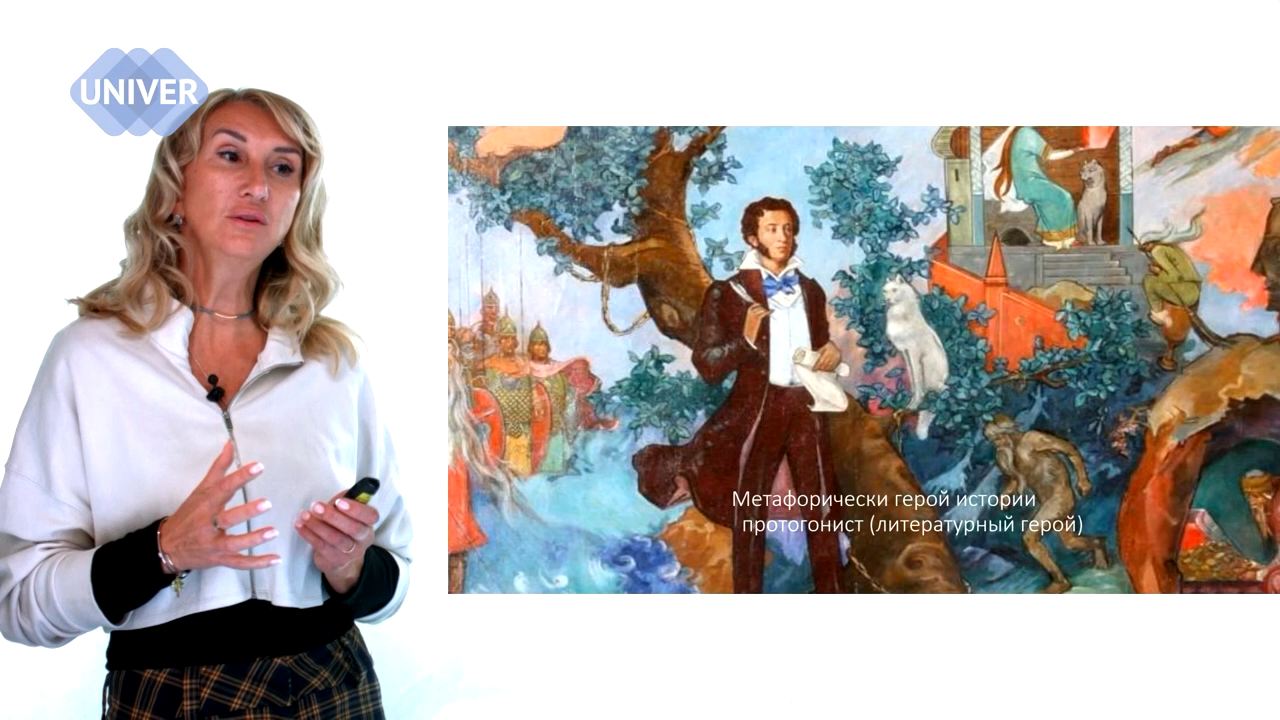 UNIVER
Метафорически герой истории
протогонист (литературный герой)